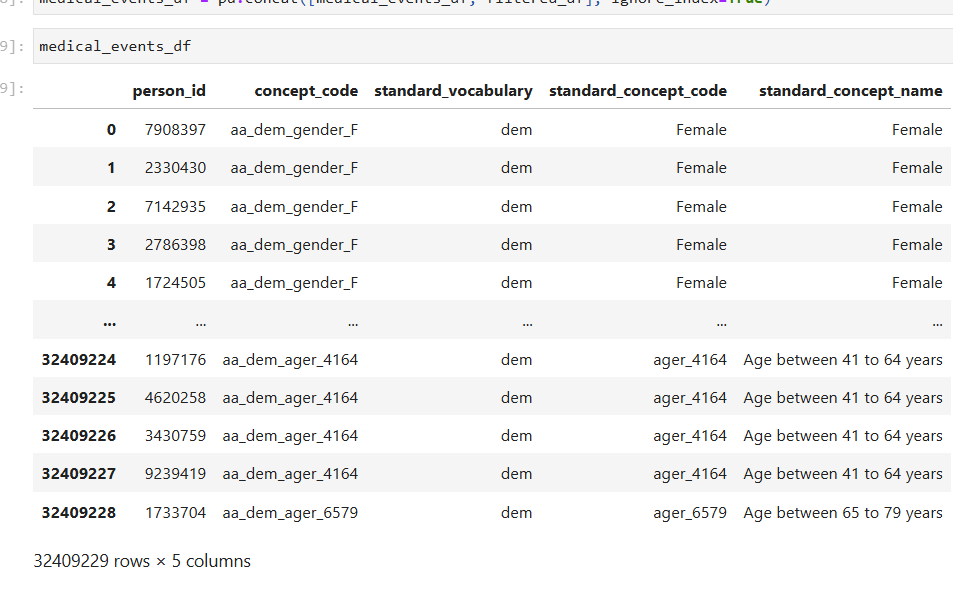 medical_events_df = pd.concat([medical_events_df, filtered_df], ignore_index=True)
9]: medical_events_df
9]:
person_id concept_code standard_vocabulary standard_concept_code standard_concept_name
0 7908397 aa_dem_gender_F dem Female Female
1 2330430 aa_dem_gender_F dem Female Female
2 7142935 aa_dem_gender_F dem Female Female
3 2786398 aa_dem_gender_F dem Female Female
4 1724505 aa_dem_gender_F dem Female Female
... ... ... ... ... ...
32409224 1197176 aa_dem_ager_4164 dem ager_4164 Age between 41 to 64 years
32409225 4620258 aa_dem_ager_4164 dem ager_4164 Age between 41 to 64 years
32409226 3430759 aa_dem_ager_4164 dem ager_4164 Age between 41 to 64 years
32409227 9239419 aa_dem_ager_4164 dem ager_4164 Age between 41 to 64 years
32409228 1733704 aa_dem_ager_6579 dem ager_6579 Age between 65 to 79 years
32409229 rows × 5 columns